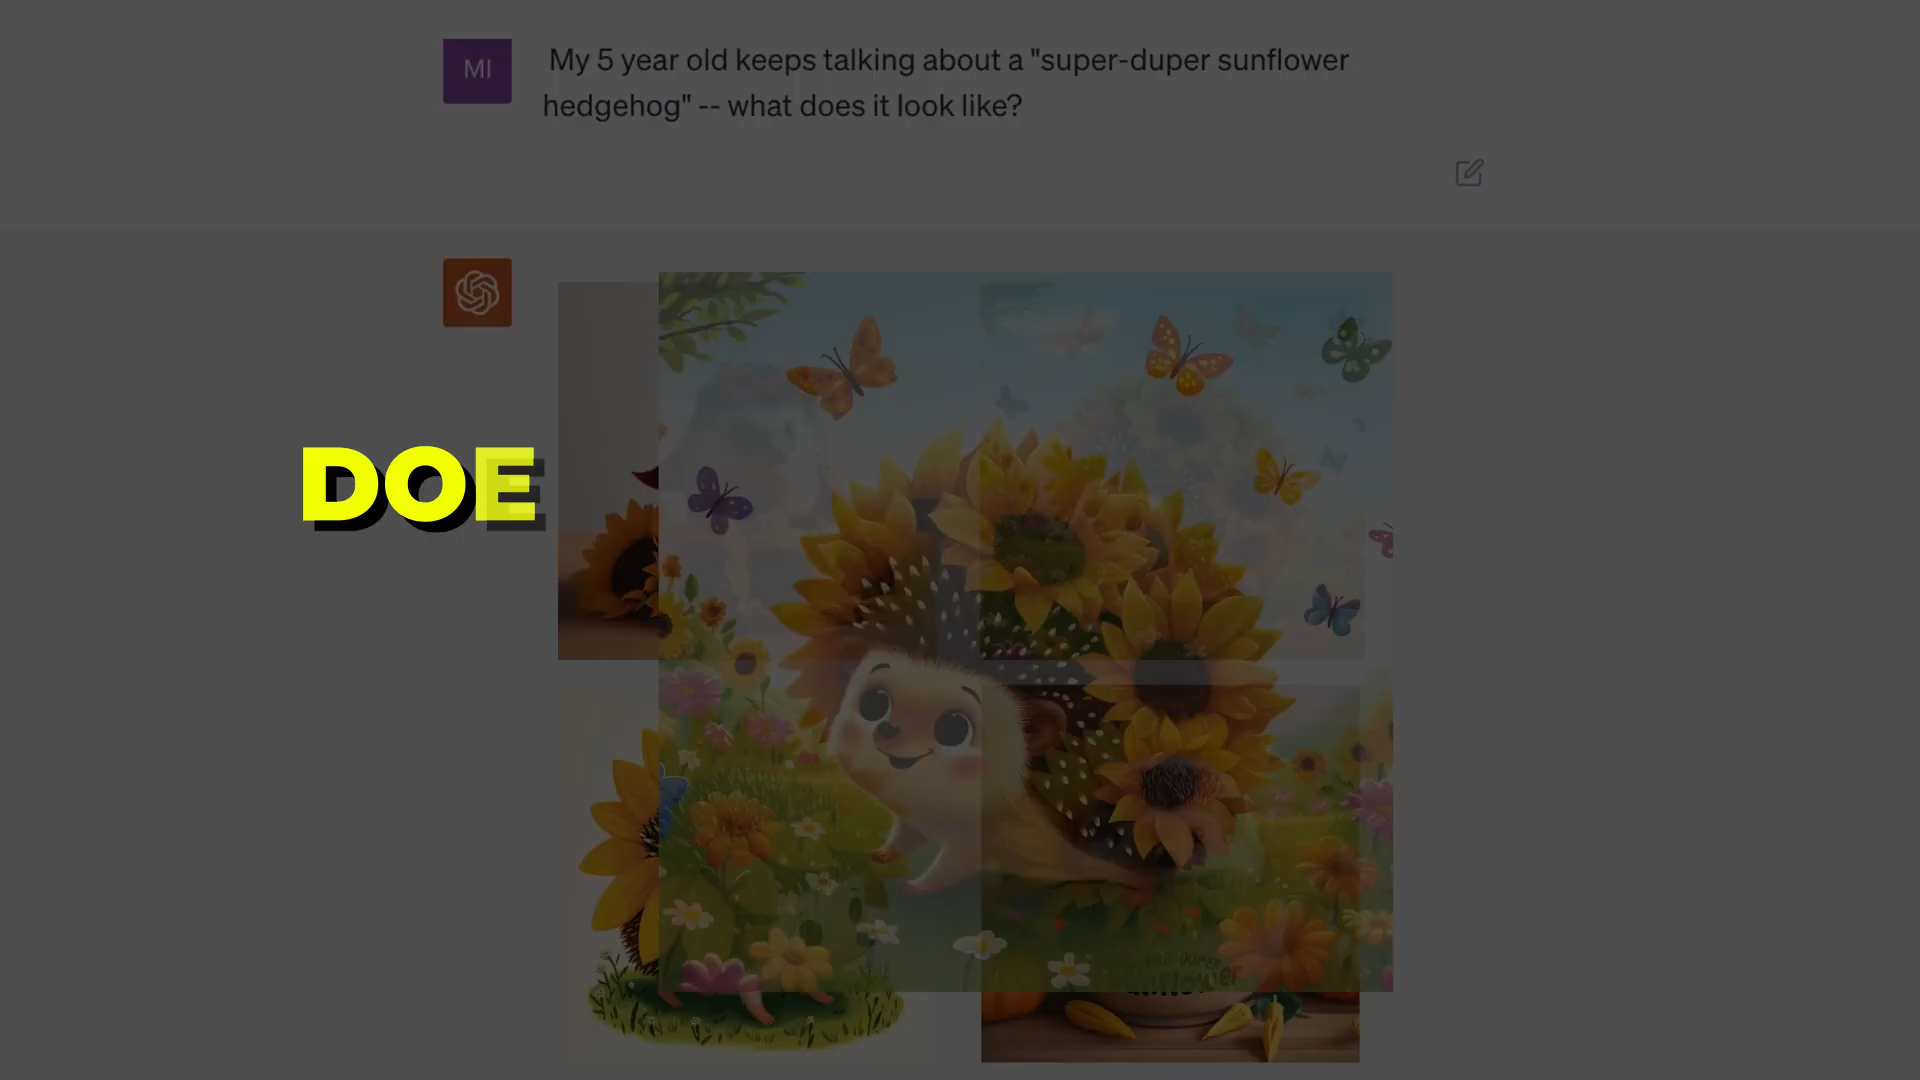 MI
My 5 year old keeps talking about a "super-duper sunflower
hedgehog" -- what does it look like?
DOE